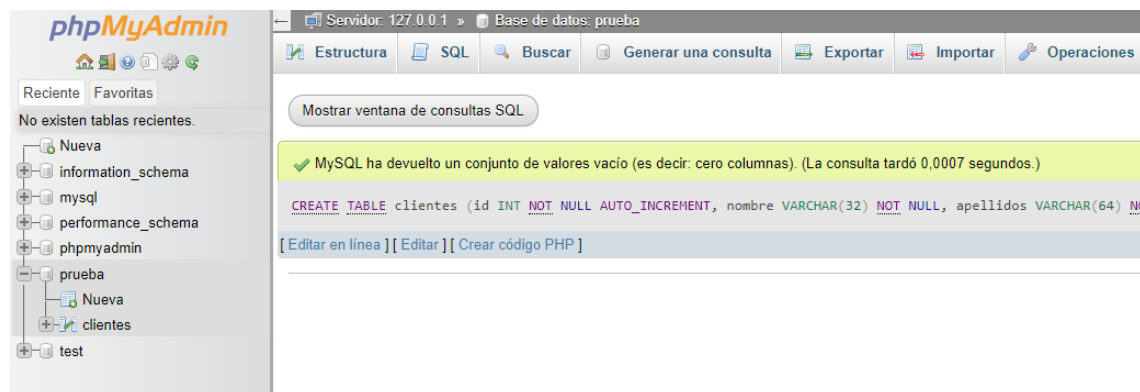 phpMyAdmin
Reciente Favoritas
No existen tablas recientes.
Nueva
information_schema
mysql
performance_schema
phpmyadmin
prueba
Nueva
clientes
test
Servidor: 127.0.0.1 » Base de datos: prueba
Estructura SQL Buscar Generar una consulta Exportar Importar Operaciones
Mostrar ventana de consultas SQL
MySQL ha devuelto un conjunto de valores vacío (es decir: cero columnas). (La consulta tardó 0,0007 segundos.)
CREATE TABLE clientes (id INT NOT NULL AUTO_INCREMENT, nombre VARCHAR(32) NOT NULL, apellidos VARCHAR(64)
[ Editar en línea ] [ Editar ] [ Crear código PHP ]